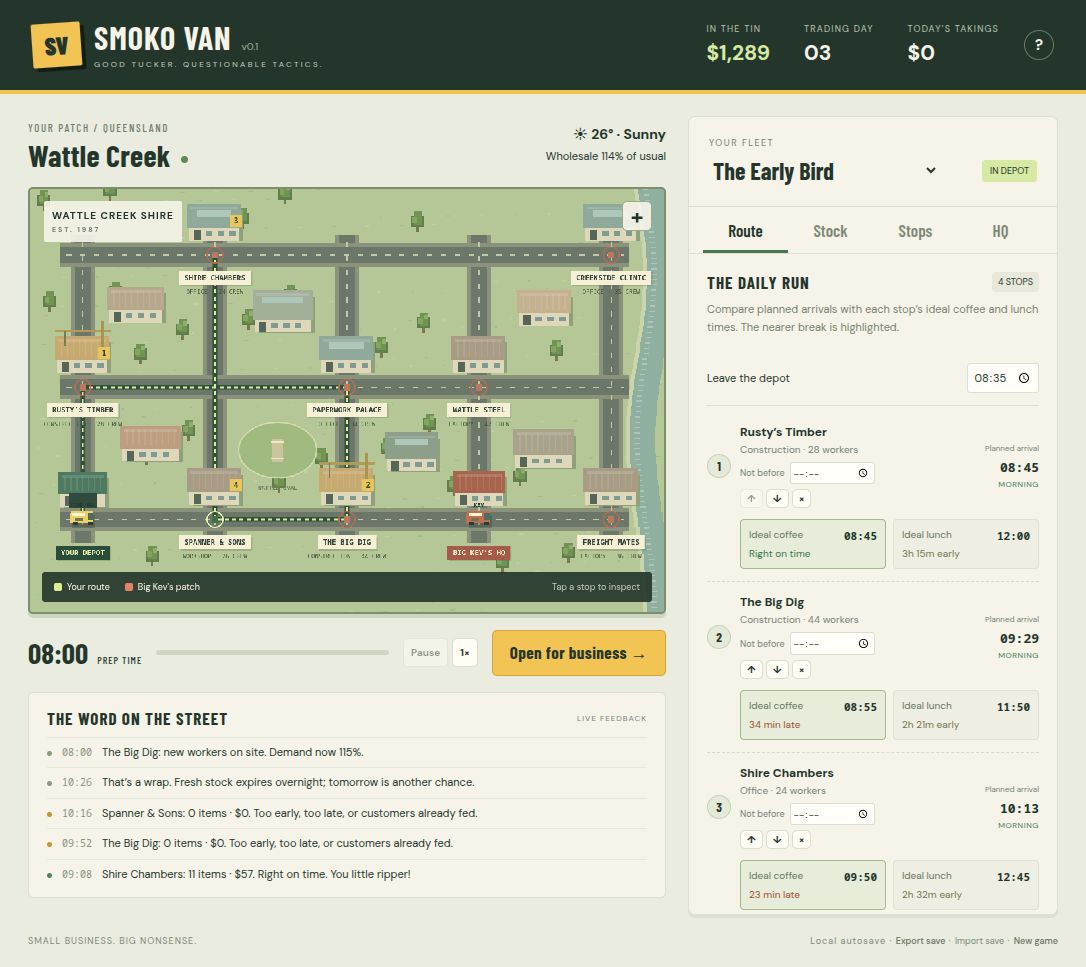 SV
SMOKO VAN v0.1
GOOD TUCKER. QUESTIONABLE TACTICS.
IN THE TIN
$1,289
TRADING DAY
03
TODAY'S TAKINGS
$0
?
YOUR PATCH / QUEENSLAND
Wattle Creek
26° · Sunny
Wholesale 114% of usual
WATTLE CREEK SHIRE
EST. 1987
+
3
SHIRE CHAMBERS
CREEKSIDE CLINIC
1
RUSTY'S TIMBER
PAPERWORK PALACE
WATTLE STEEL
4
2
YOUR DEPOT
SPANNER & SONS
THE BIG DIG
BIG KEV'S HQ
FREIGHT MATES
Your route
Big Kev's patch
Tap a stop to inspect
08:00 PREP TIME
Pause
1×
Open for business →
THE WORD ON THE STREET
LIVE FEEDBACK
08:00 The Big Dig: new workers on site. Demand now 115%.
10:26 That's a wrap. Fresh stock expires overnight; tomorrow is another chance.
10:16 Spanner & Sons: 0 items · $0. Too early, too late, or customers already fed.
09:52 The Big Dig: 0 items · $0. Too early, too late, or customers already fed.
09:08 Shire Chambers: 11 items · $57. Right on time. You little ripper!
YOUR FLEET
The Early Bird
IN DEPOT
Route
Stock
Stops
HQ
THE DAILY RUN
4 STOPS
Compare planned arrivals with each stop's ideal coffee and lunch
times. The nearer break is highlighted.
Leave the depot
08:35
1
Rusty's Timber
Construction · 28 workers
Not before --:--
↑ ↓ ×
Planned arrival
08:45
MORNING
Ideal coffee 08:45
Right on time
Ideal lunch 12:00
3h 15m early
2
The Big Dig
Construction · 44 workers
Not before --:--
↑ ↓ ×
Planned arrival
09:29
MORNING
Ideal coffee 08:55
34 min late
Ideal lunch 11:50
2h 21m early
3
Shire Chambers
Office · 24 workers
Not before --:--
↑ ↓ ×
Planned arrival
10:13
MORNING
Ideal coffee 09:50
23 min late
Ideal lunch 12:45
2h 32m early
SMALL BUSINESS. BIG NONSENSE.
Local autosave · Export save · Import save · New game